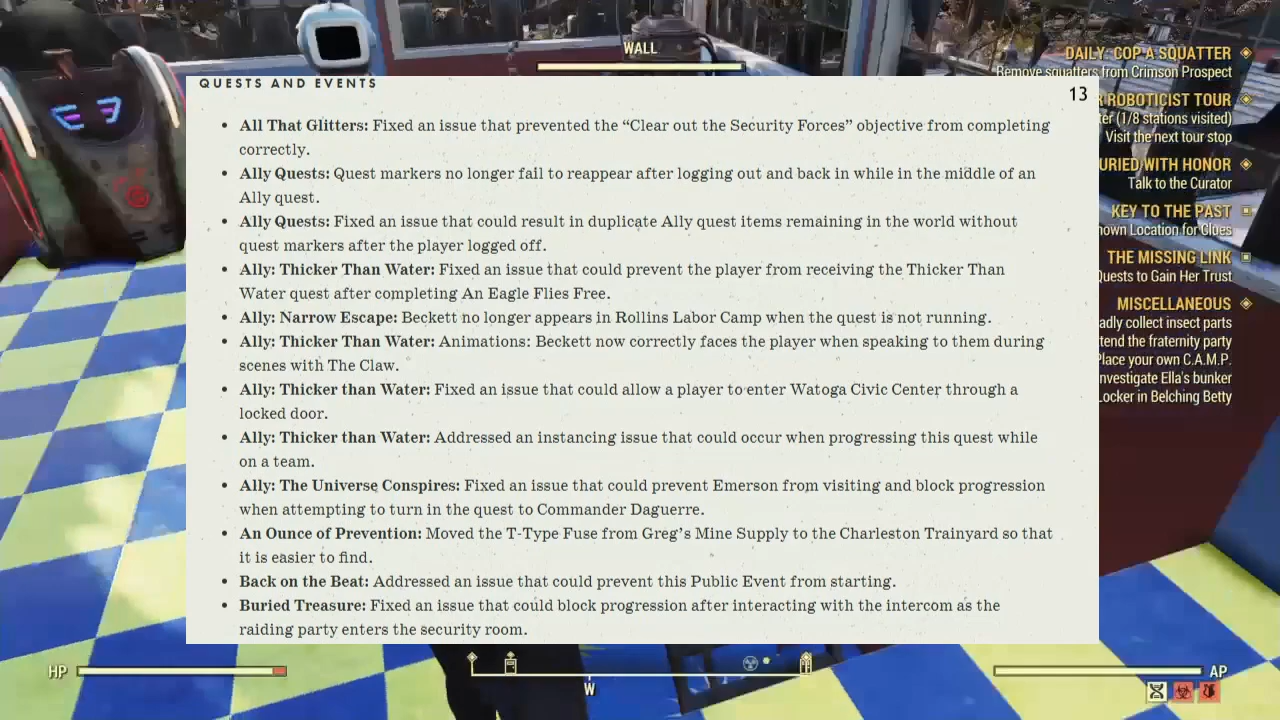 WALL
DAILY: COP A SQUATTER
Remove squatters from Crimson Prospect
QUESTS AND EVENTS
13
• All That Glitters: Fixed an issue that prevented the “Clear out the Security Forces” objective from completing
correctly.
• Ally Quests: Quest markers no longer fail to reappear after logging out and back in while in the middle of an
Ally quest.
• Ally Quests: Fixed an issue that could result in duplicate Ally quest items remaining in the world without
quest markers after the player logged off.
• Ally: Thicker Than Water: Fixed an issue that could prevent the player from receiving the Thicker Than
Water quest after completing An Eagle Flies Free.
• Ally: Narrow Escape: Beckett no longer appears in Rollins Labor Camp when the quest is not running.
• Ally: Thicker Than Water: Animations: Beckett now correctly faces the player when speaking to them during
scenes with The Claw.
• Ally: Thicker than Water: Fixed an issue that could allow a player to enter Watoga Civic Center through a
locked door.
• Ally: Thicker than Water: Addressed an instancing issue that could occur when progressing this quest while
on a team.
• Ally: The Universe Conspires: Fixed an issue that could prevent Emerson from visiting and block progression
when attempting to turn in the quest to Commander Daguerre.
• An Ounce of Prevention: Moved the T-Type Fuse from Greg’s Mine Supply to the Charleston Trainyard so that
it is easier to find.
• Back on the Beat: Addressed an issue that could prevent this Public Event from starting.
• Buried Treasure: Fixed an issue that could block progression after interacting with the intercom as the
raiding party enters the security room.
ROBOTICIST TOUR
(1/8 stations visited)
Visit the next tour stop
WITH HONOR
Talk to the Curator
KEY TO THE PAST
Location for Clues
THE MISSING LINK
Quests to Gain Her Trust
MISCELLANEOUS
collect insect parts
the fraternity party
Place your own C.A.M.P.
Ella's bunker
Locker in Belching Betty
HP
W
AP